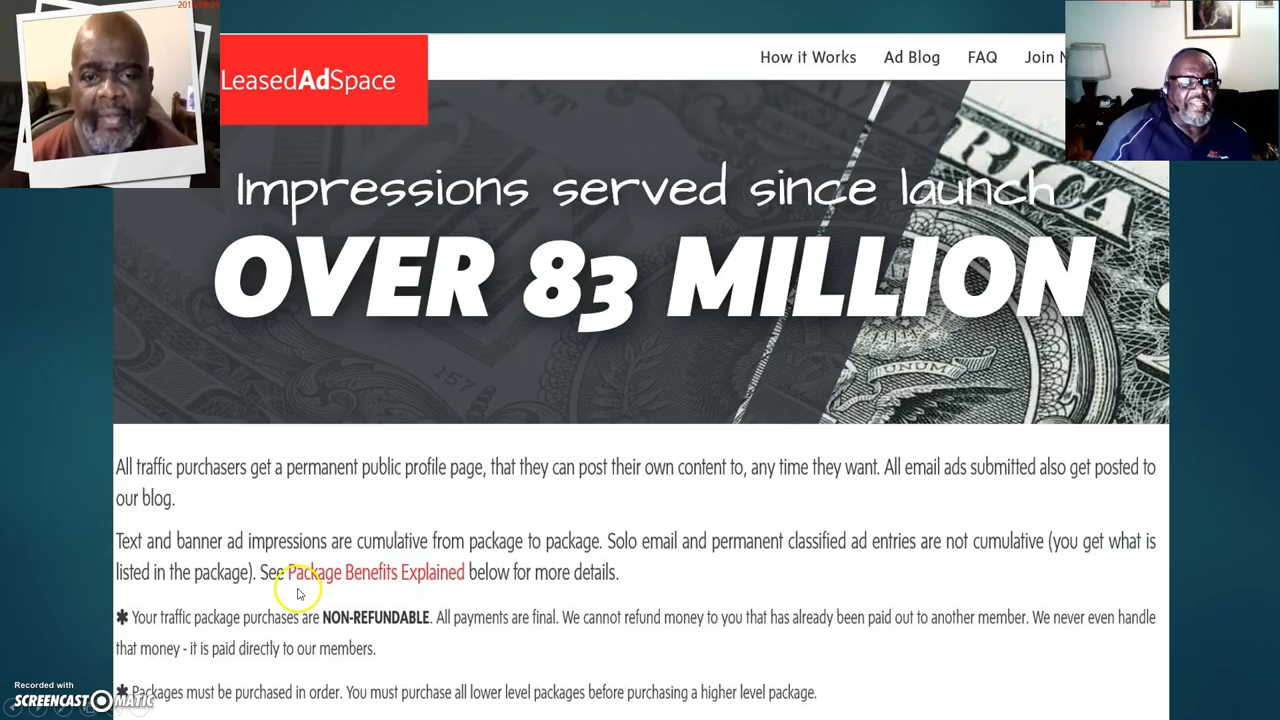 LeasedAdSpace
How it Works Ad Blog FAQ Join
Impressions served since launch
OVER 83 MILLION
AMERICA
UNUM
157
All traffic purchasers get a permanent public profile page, that they can post their own content to, any time they want. All email ads submitted also get posted to
our blog.
Text and banner ad impressions are cumulative from package to package. Solo email and permanent classified ad entries are not cumulative (you get what is
listed in the package). See Package Benefits Explained below for more details.
✱ Your traffic package purchases are NON-REFUNDABLE. All payments are final. We cannot refund money to you that has already been paid out to another member. We never even handle
that money - it is paid directly to our members.
✱ Packages must be purchased in order. You must purchase all lower level packages before purchasing a higher level package.
Recorded with
SCREENCAST-O-MATIC